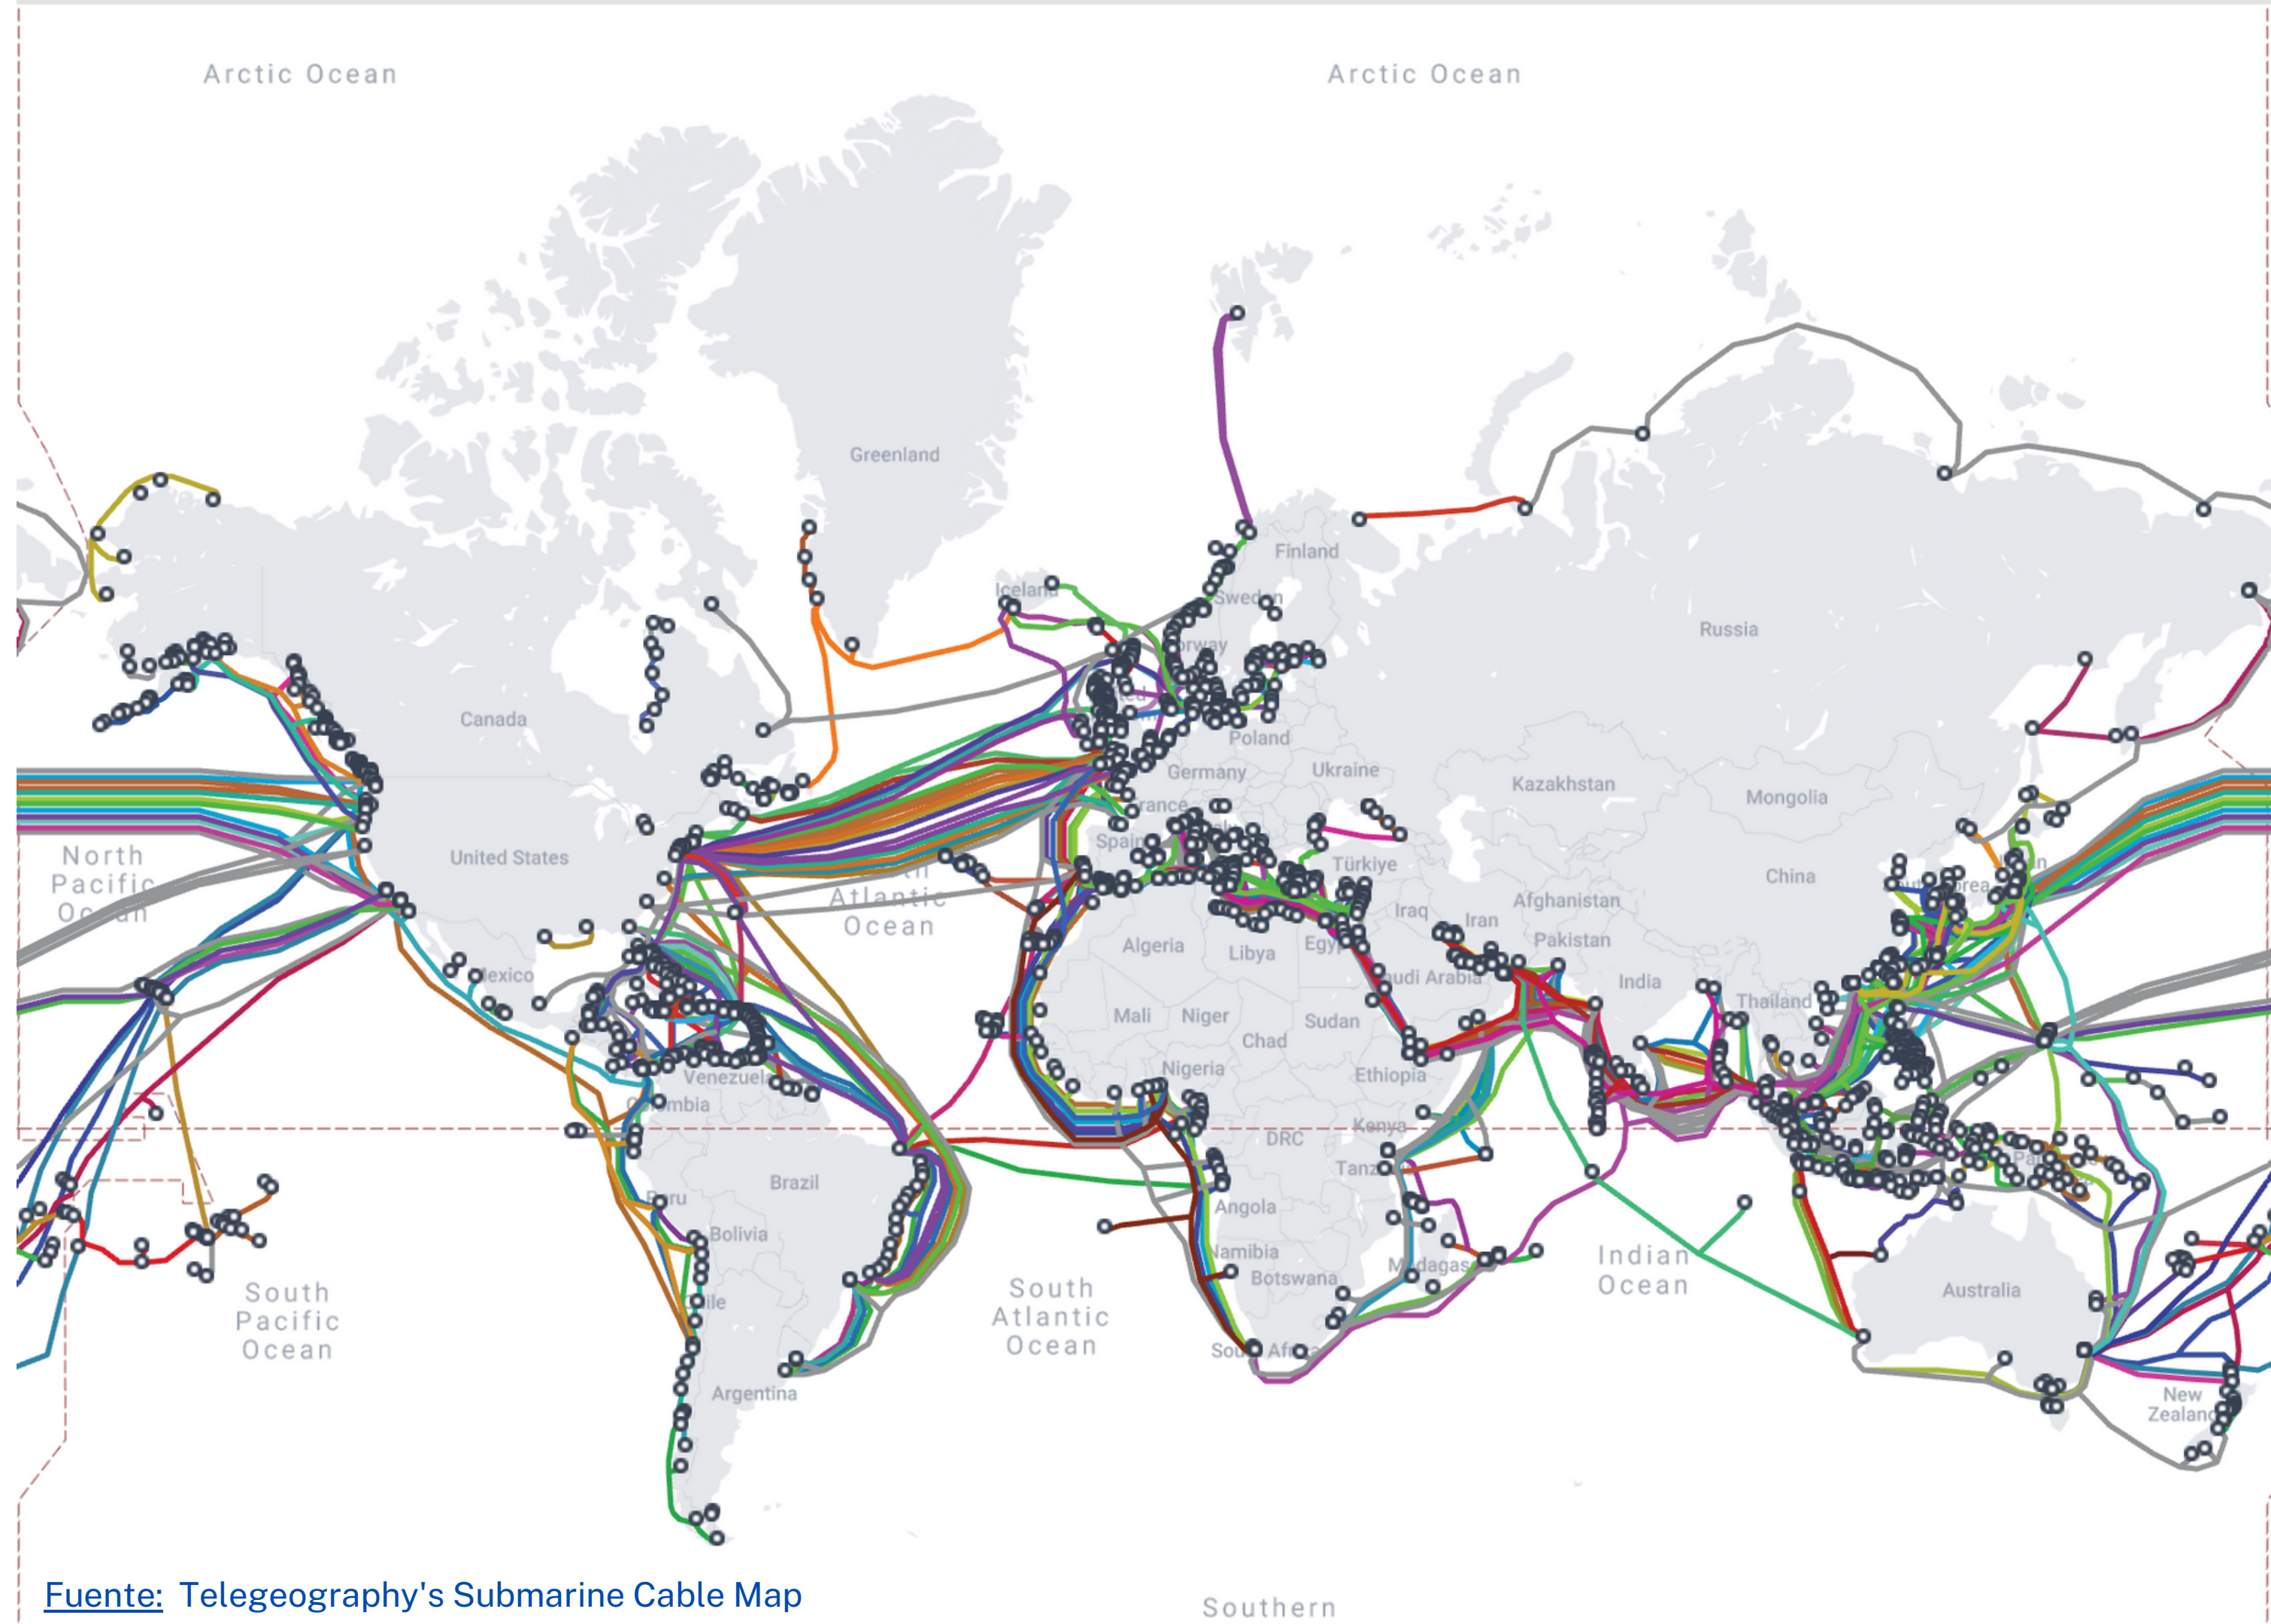 Arctic Ocean
Arctic Ocean
Greenland
Finland
Iceland
Sweden
Russia
Canada
Poland
Germany
Ukraine
Kazakhstan
Mongolia
North
Pacific
United States
Spain
Türkiye
China
Atlantic
Ocean
Afghanistan
Iraq
Iran
Pakistan
Algeria
Libya
India
Thailand
Mali
Niger
Sudan
Chad
Nigeria
Ethiopia
Venezuela
Kenya
DRC
Brazil
Angola
Bolivia
Namibia
Botswana
Indian
Ocean
South
Pacific
Ocean
South
Atlantic
Ocean
Australia
Argentina
New
Zealand
Fuente: Telegeography's Submarine Cable Map
Southern